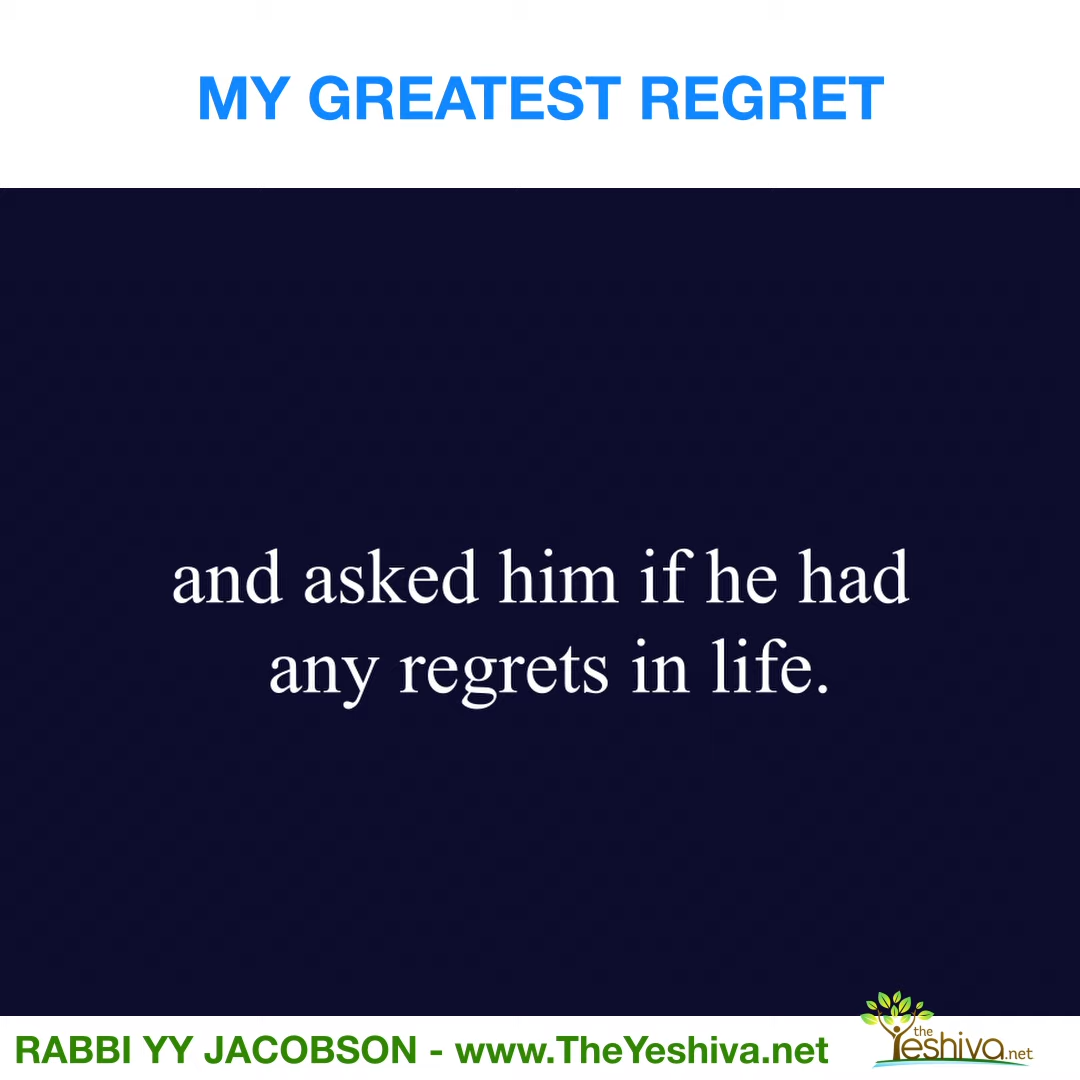 MY GREATEST REGRET
and asked him if he had
any regrets in life.
RABBI YY JACOBSON - www.TheYeshiva.net
the
Yeshiva.net